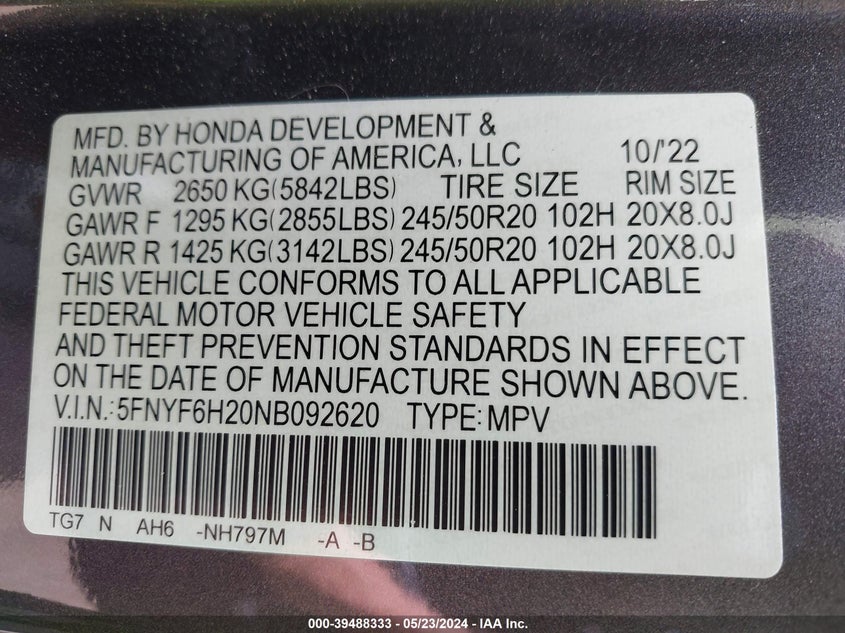 MFD. BY HONDA DEVELOPMENT &
MANUFACTURING OF AMERICA, LLC 10/'22
GVWR 2650 KG(5842LBS) TIRE SIZE RIM SIZE
GAWR F 1295 KG(2855LBS) 245/50R20 102H 20X8.0J
GAWR R 1425 KG(3142LBS) 245/50R20 102H 20X8.0J
THIS VEHICLE CONFORMS TO ALL APPLICABLE
FEDERAL MOTOR VEHICLE SAFETY
AND THEFT PREVENTION STANDARDS IN EFFECT
ON THE DATE OF MANUFACTURE SHOWN ABOVE.
V.I.N.:5FNYF6H20NB092620 TYPE:MPV
TG7 N AH6 -NH797M -A -B
000-39488333 - 05/23/2024 - IAA Inc.